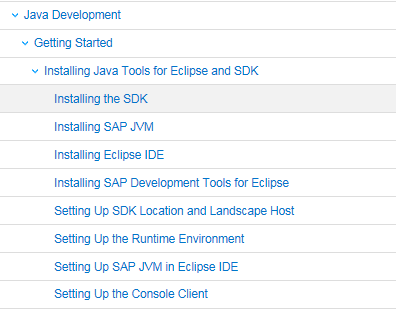 Java Development
Getting Started
Installing Java Tools for Eclipse and SDK
Installing the SDK
Installing SAP JVM
Installing Eclipse IDE
Installing SAP Development Tools for Eclipse
Setting Up SDK Location and Landscape Host
Setting Up the Runtime Environment
Setting Up SAP JVM in Eclipse IDE
Setting Up the Console Client